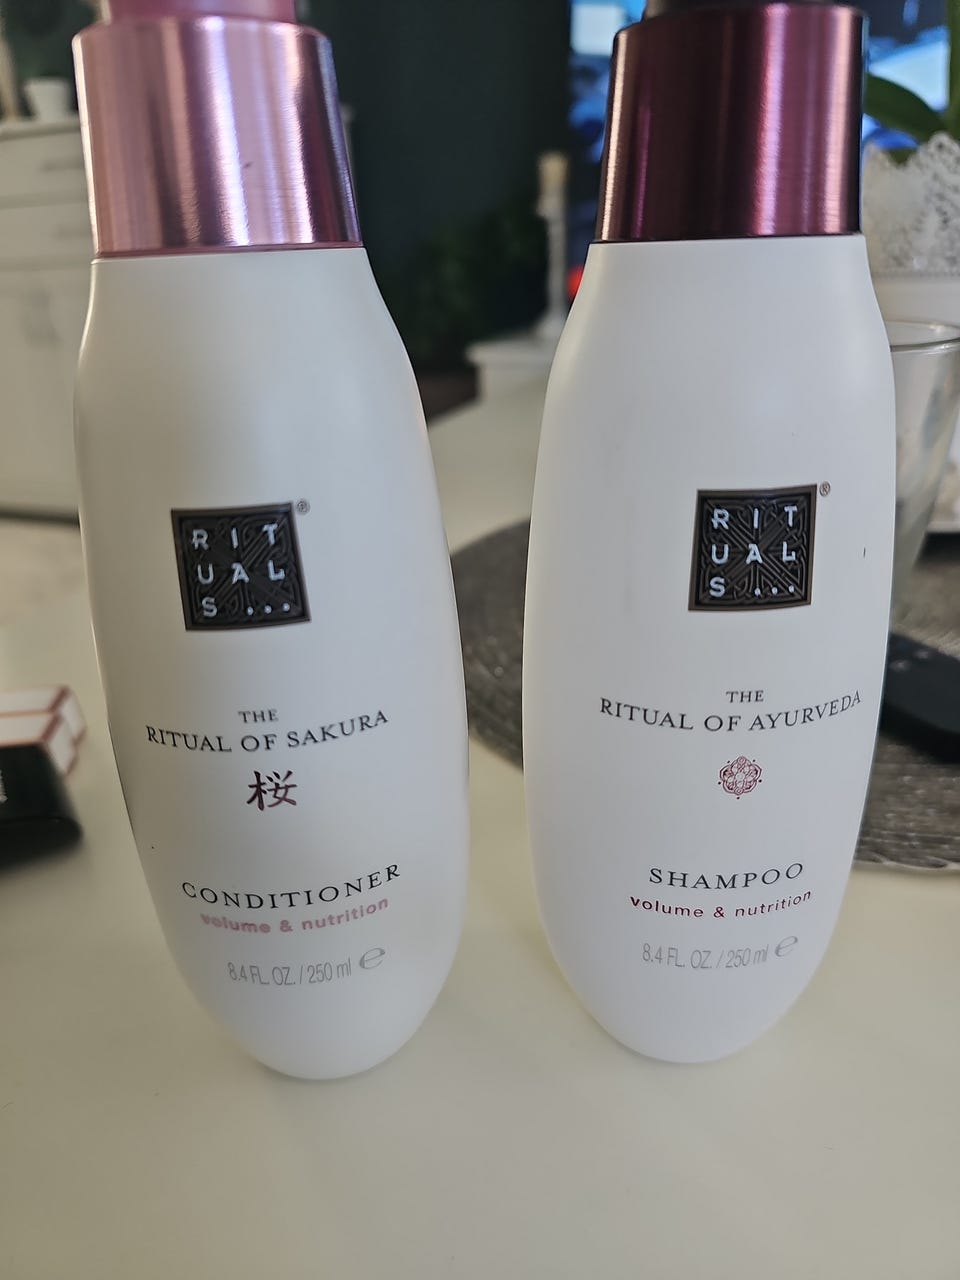 RIT
UAL
S...
®
THE
RITUAL OF SAKURA
桜
CONDITIONER
volume & nutrition
8.4 FL. OZ. / 250 ml ℮
RIT
UAL
S...
®
THE
RITUAL OF AYURVEDA
SHAMPOO
volume & nutrition
8.4 FL. OZ. / 250 ml ℮